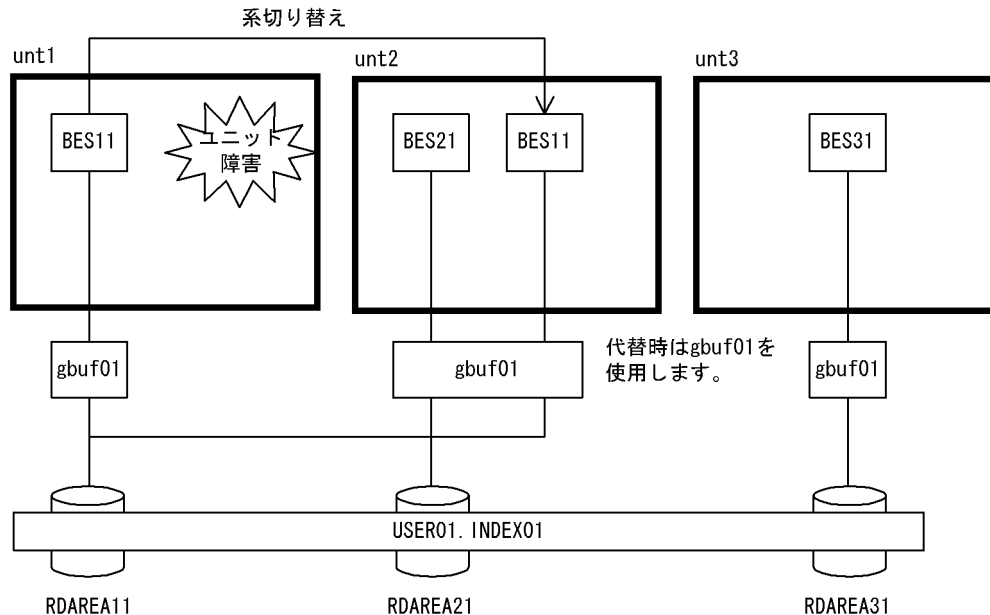 系切り替え
unt1
unt2
unt3
BES11
ユニット
障害
BES21
BES11
BES31
gbuf01
gbuf01
代替時はgbuf01を
使用します。
gbuf01
USER01.INDEX01
RDAREA11
RDAREA21
RDAREA31